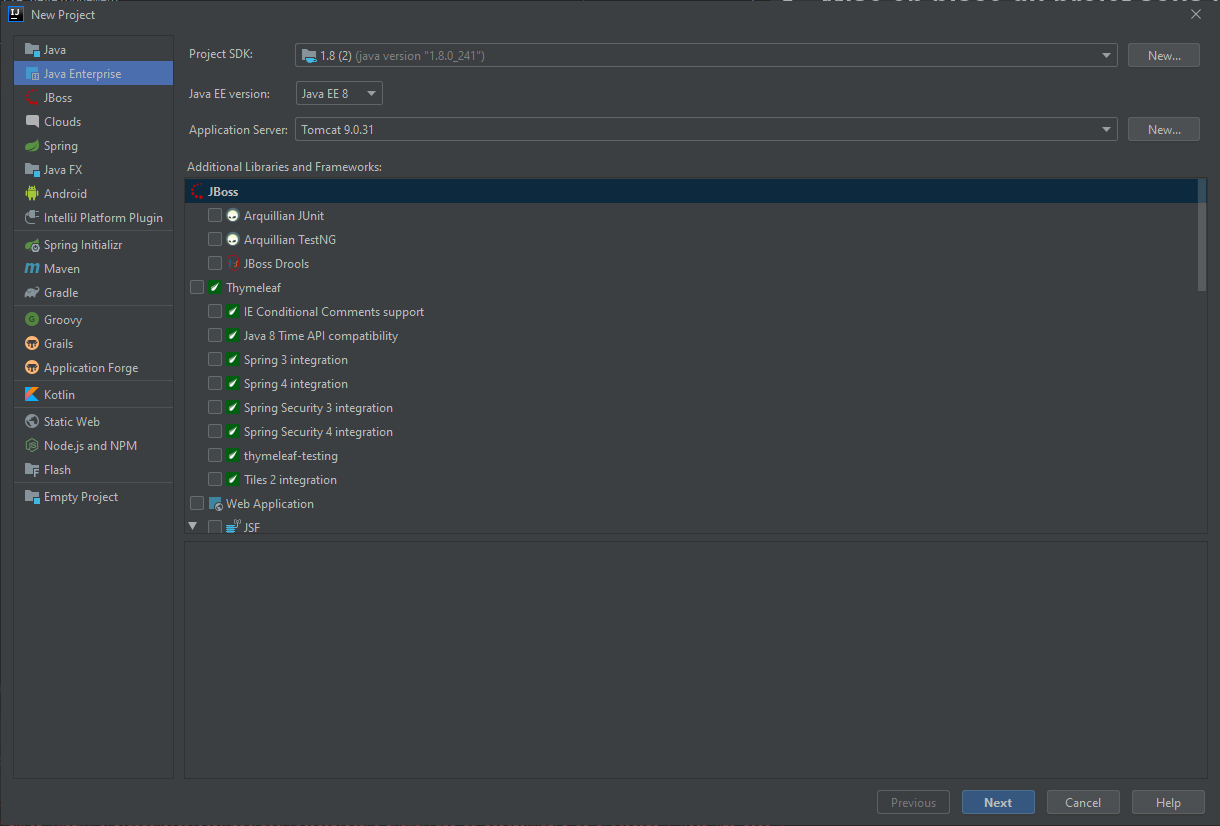 New Project
Java
Java Enterprise
JBoss
Clouds
Spring
Java FX
Android
IntelliJ Platform Plugin
Spring Initializr
Maven
Gradle
Groovy
Grails
Application Forge
Kotlin
Static Web
Node.js and NPM
Flash
Empty Project
Project SDK: 1.8 (2) (java version "1.8.0_241") New...
Java EE version: Java EE 8
Application Server: Tomcat 9.0.31 New...
Additional Libraries and Frameworks:
JBoss
Arquillian JUnit
Arquillian TestNG
JBoss Drools
Thymeleaf
IE Conditional Comments support
Java 8 Time API compatibility
Spring 3 integration
Spring 4 integration
Spring Security 3 integration
Spring Security 4 integration
thymeleaf-testing
Tiles 2 integration
Web Application
JSF
Previous Next Cancel Help